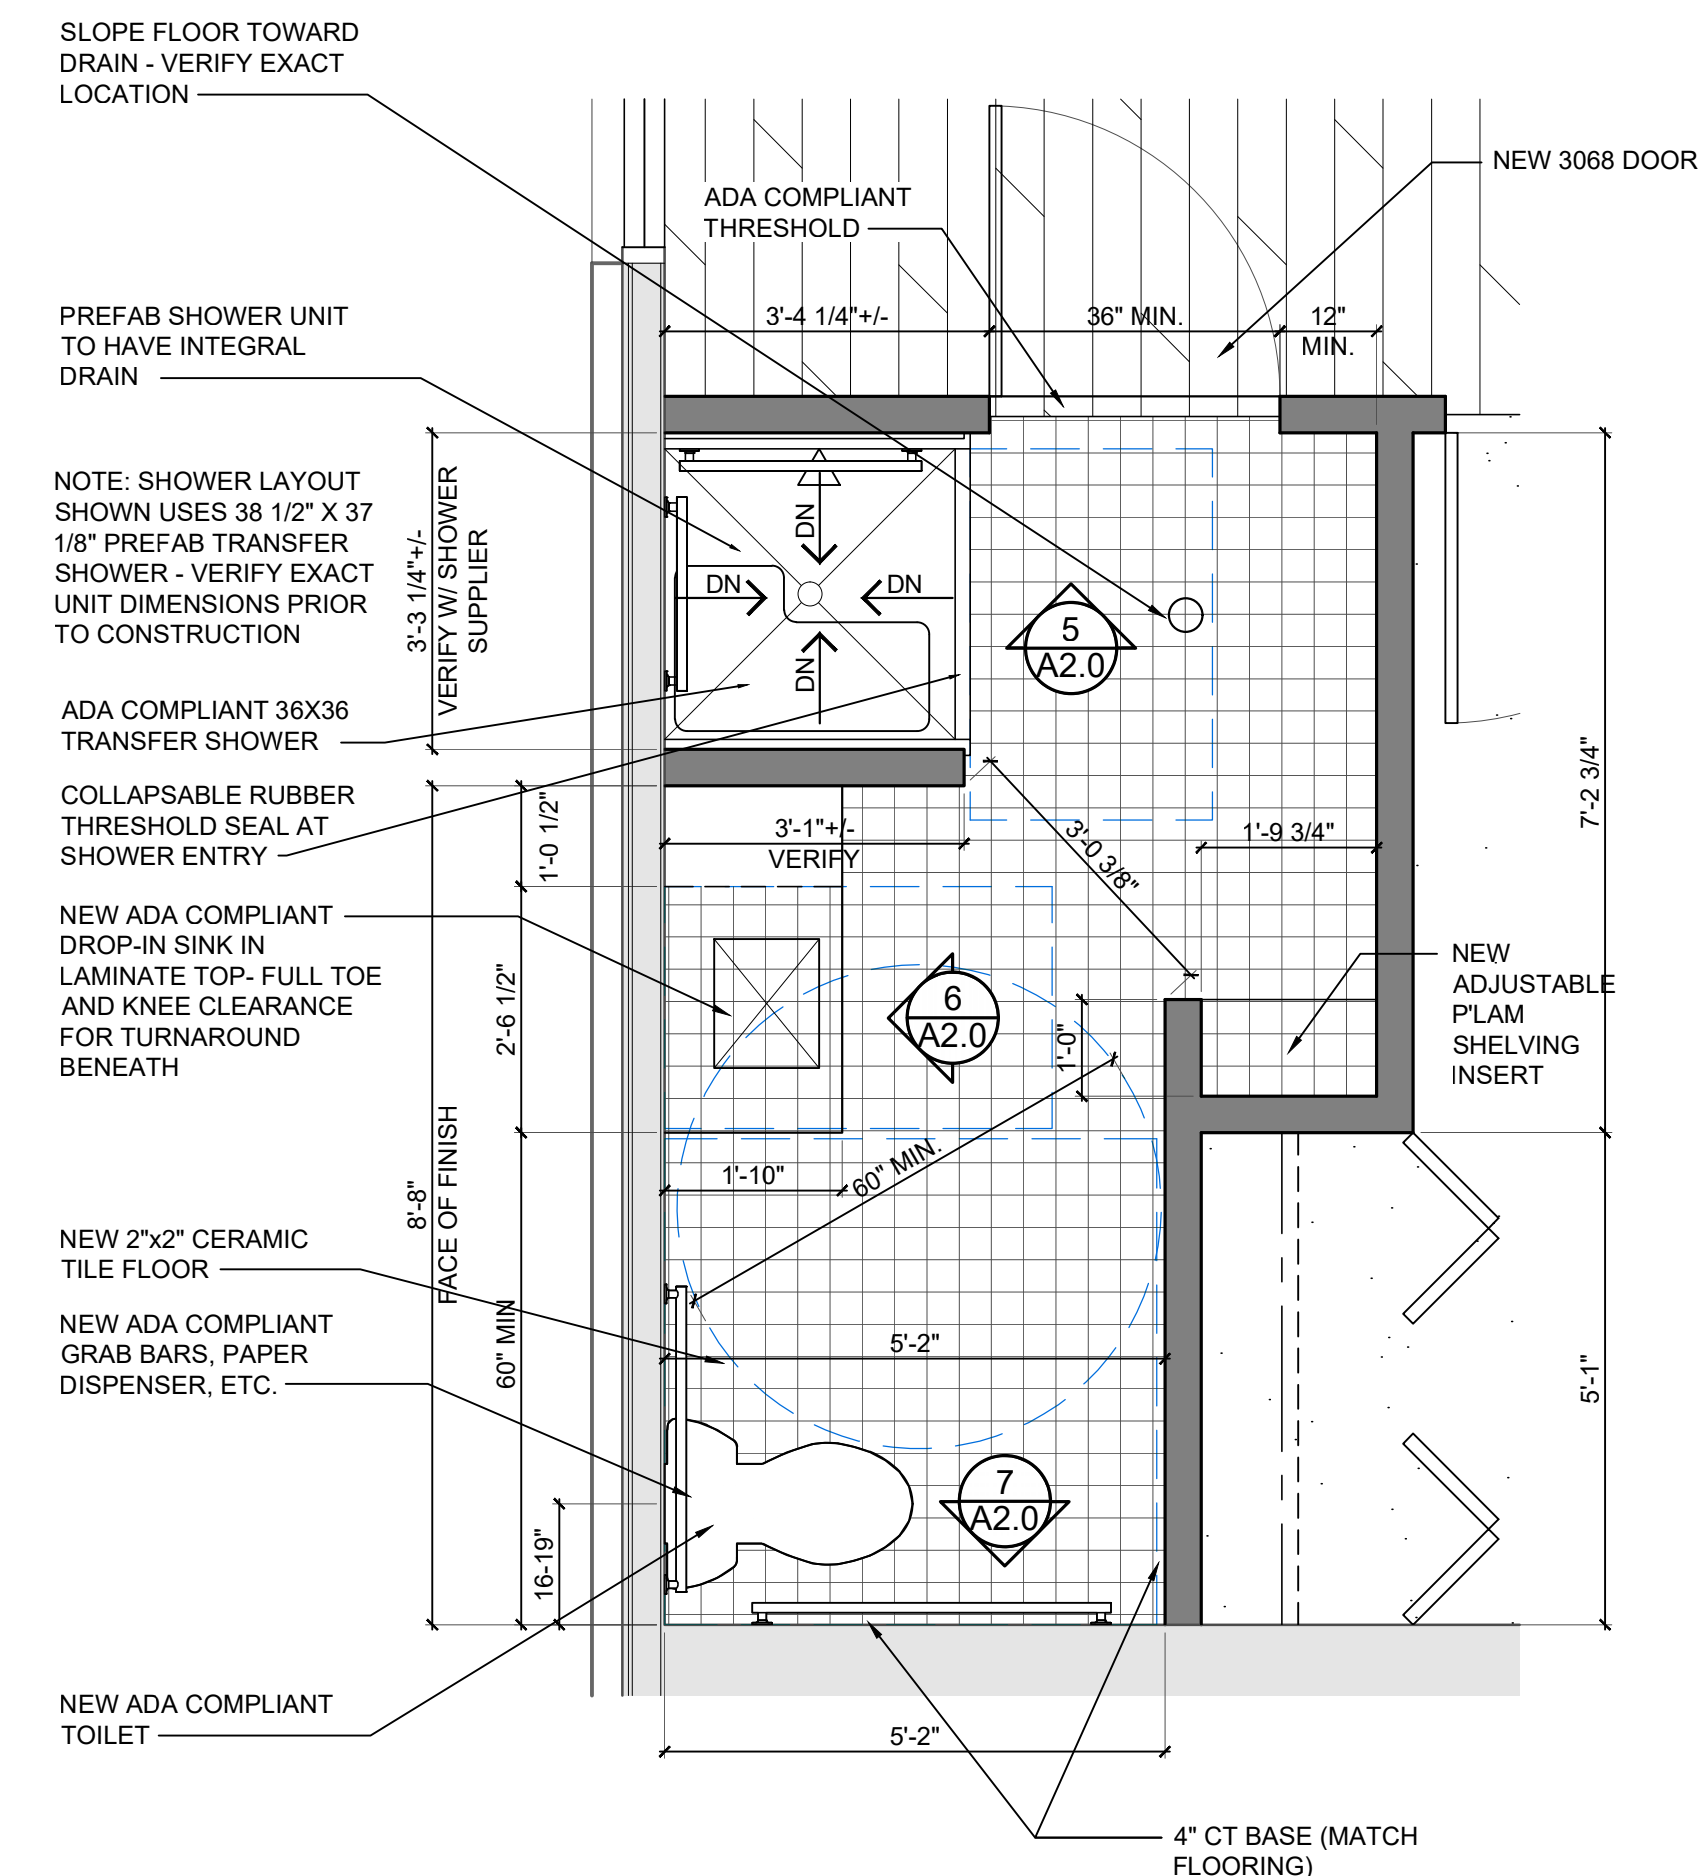 SLOPE FLOOR TOWARD
DRAIN - VERIFY EXACT
LOCATION
NEW 3068 DOOR
ADA COMPLIANT
THRESHOLD
PREFAB SHOWER UNIT
TO HAVE INTEGRAL
DRAIN
3'-4 1/4"+/-
36" MIN.
12"
MIN.
NOTE: SHOWER LAYOUT
SHOWN USES 38 1/2" X 37
1/8" PREFAB TRANSFER
SHOWER - VERIFY EXACT
UNIT DIMENSIONS PRIOR
TO CONSTRUCTION
3'-3 1/4"+/-
VERIFY W/ SHOWER
SUPPLIER
DN
DN
DN
DN
5
A2.0
ADA COMPLIANT 36X36
TRANSFER SHOWER
COLLAPSABLE RUBBER
THRESHOLD SEAL AT
SHOWER ENTRY
1'-0 1/2"
3'-1"+/-
VERIFY
3'-0 3/8"
1'-9 3/4"
7'-2 3/4"
NEW ADA COMPLIANT
DROP-IN SINK IN
LAMINATE TOP- FULL TOE
AND KNEE CLEARANCE
FOR TURNAROUND
BENEATH
2'-6 1/2"
6
A2.0
1'-0"
NEW
ADJUSTABLE
P'LAM
SHELVING
INSERT
8'-8"
FACE OF FINISH
1'-10"
60" MIN.
NEW 2"x2" CERAMIC
TILE FLOOR
NEW ADA COMPLIANT
GRAB BARS, PAPER
DISPENSER, ETC.
60" MIN
5'-2"
5'-1"
16-19"
7
A2.0
NEW ADA COMPLIANT
TOILET
5'-2"
4" CT BASE (MATCH
FLOORING)